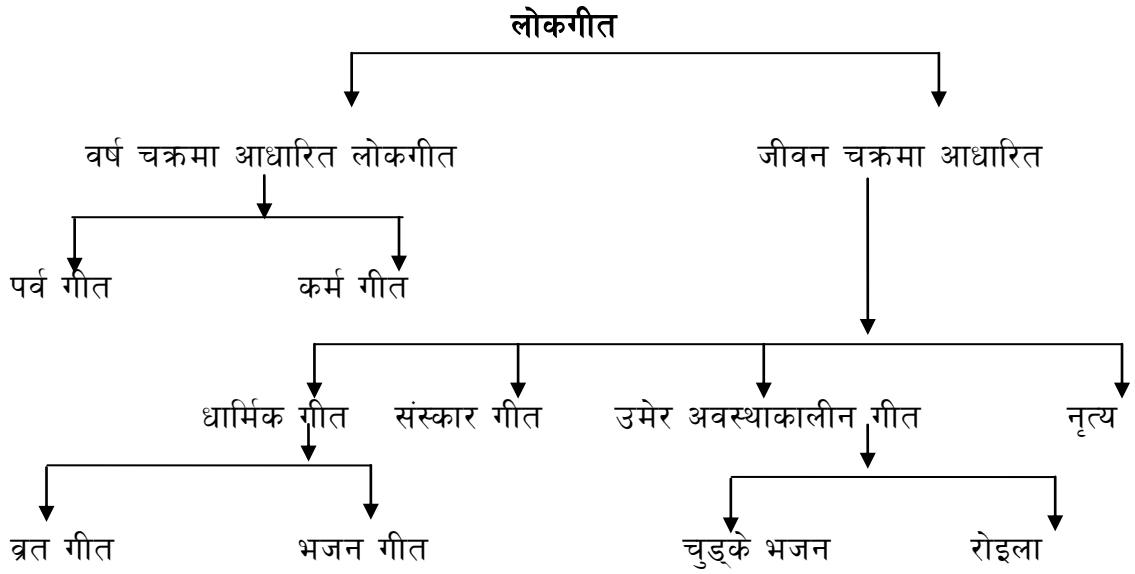 लोकगीत
वर्ष चक्रमा आधारित लोकगीत जीवन चक्रमा आधारित
पर्व गीत कर्म गीत
धार्मिक गीत संस्कार गीत उमेर अवस्थाकालीन गीत नृत्य
व्रत गीत भजन गीत चुड्के भजन रोइला